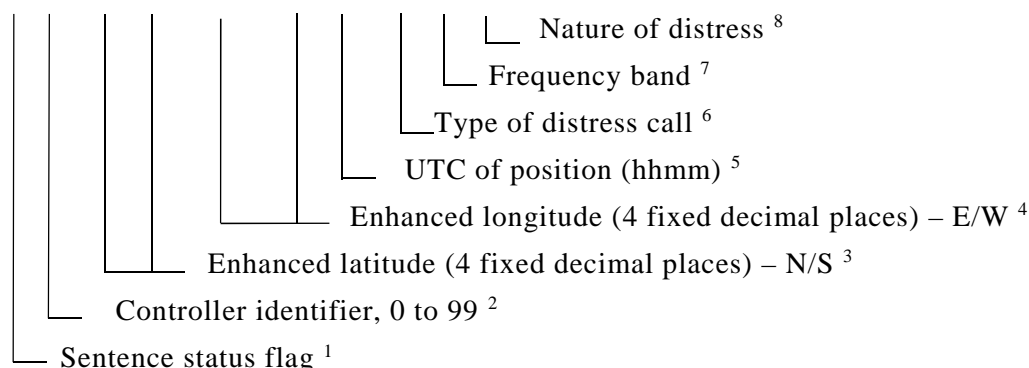 Nature of distress 8
Frequency band 7
Type of distress call 6
UTC of position (hhmm) 5
Enhanced longitude (4 fixed decimal places) – E/W 4
Enhanced latitude (4 fixed decimal places) – N/S 3
Controller identifier, 0 to 99 2
Sentence status flag 1